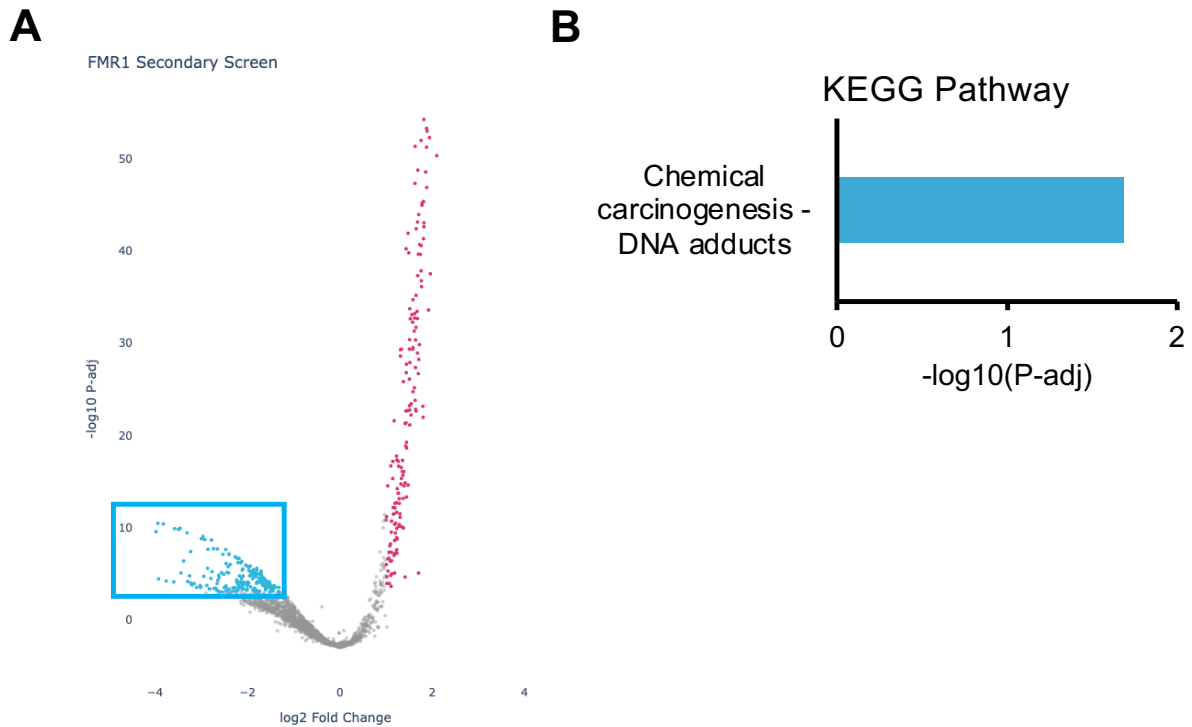 A
FMR1 Secondary Screen
50
40
30
20
10
0
-log10 P-adj
−4
−2
0
2
4
log2 Fold Change
B
KEGG Pathway
Chemical
carcinogenesis -
DNA adducts
0
1
2
-log10(P-adj)